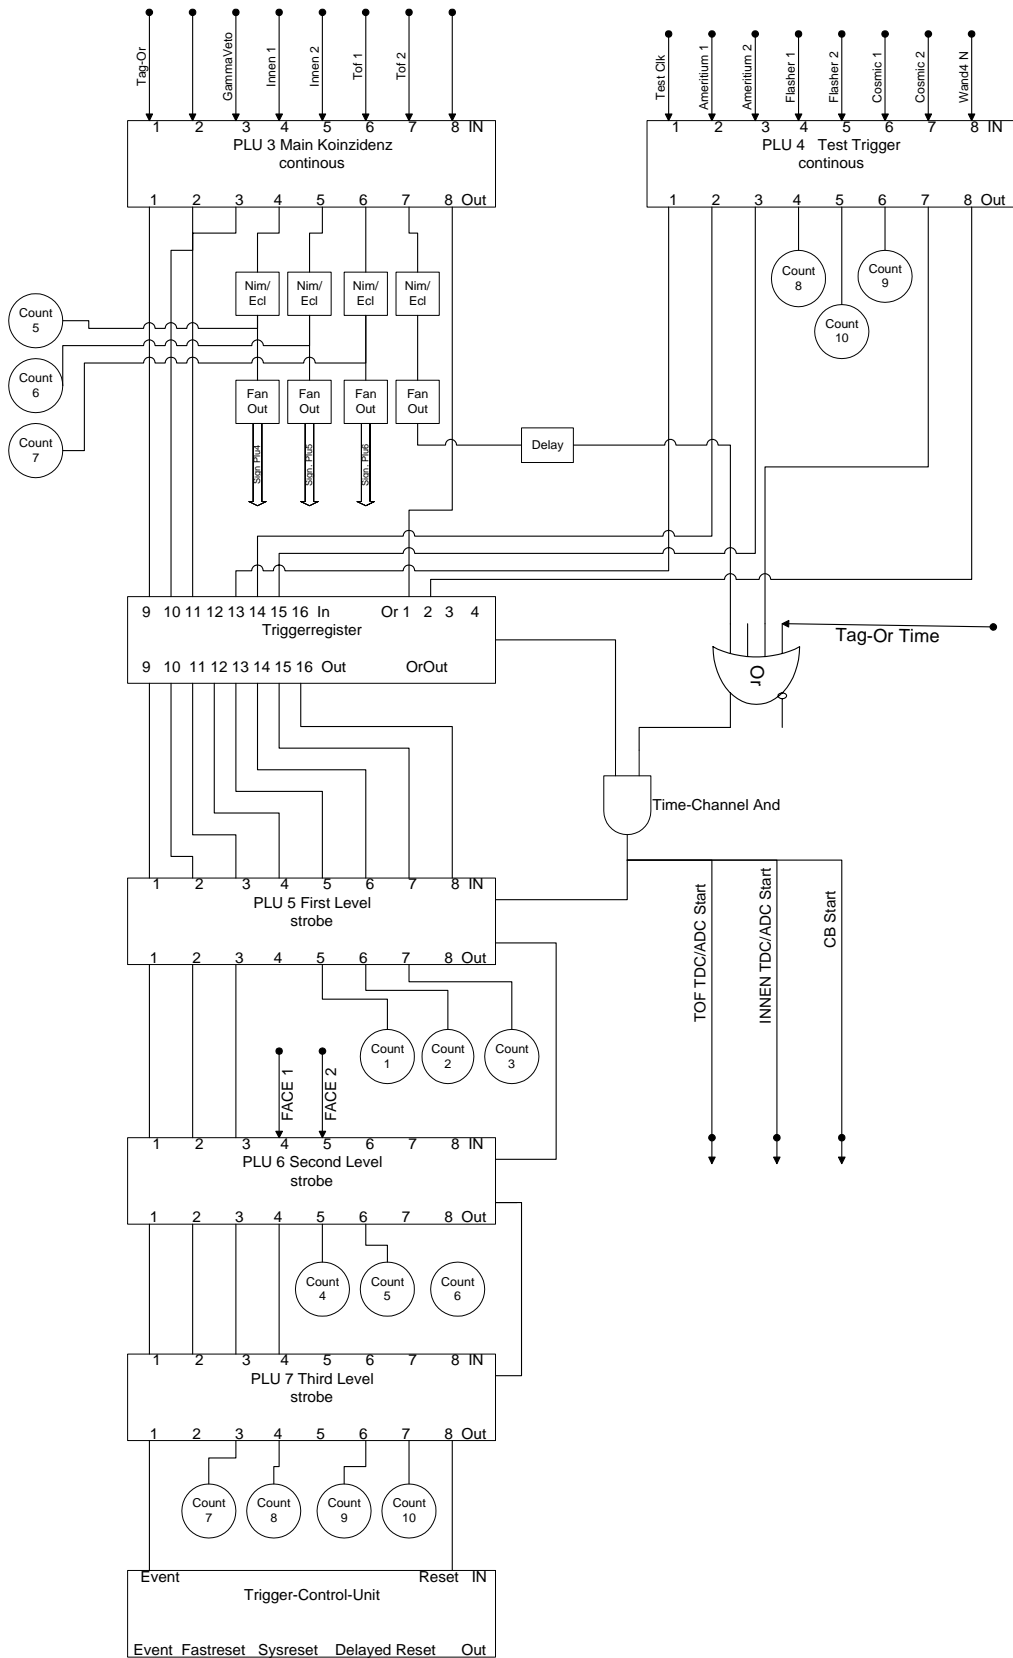 Tag-Or
GammaVeto
Innen 1
Innen 2
Tof 1
Tof 2
Test Clk
Ameritium 1
Ameritium 2
Flasher 1
Flasher 2
Cosmic 1
Cosmic 2
Wand4 N
1 2 3 4 5 6 7 8 IN
PLU 3 Main Koinzidenz
continous
1 2 3 4 5 6 7 8 Out
1 2 3 4 5 6 7 8 IN
PLU 4 Test Trigger
continous
1 2 3 4 5 6 7 8 Out
Nim/
Ecl
Nim/
Ecl
Nim/
Ecl
Nim/
Ecl
Count
8
Count
9
Count
10
Count
5
Count
6
Count
7
Fan
Out
Fan
Out
Fan
Out
Fan
Out
Delay
Sign Plu4
Sign. Plu5
Sign. Plu6
9 10 11 12 13 14 15 16 In Or 1 2 3 4
Triggerregister
9 10 11 12 13 14 15 16 Out OrOut
Tag-Or Time
Or
Time-Channel And
1 2 3 4 5 6 7 8 IN
PLU 5 First Level
strobe
1 2 3 4 5 6 7 8 Out
TOF TDC/ADC Start
INNEN TDC/ADC Start
CB Start
Count
1
Count
2
Count
3
FACE 1
FACE 2
1 2 3 4 5 6 7 8 IN
PLU 6 Second Level
strobe
1 2 3 4 5 6 7 8 Out
Count
4
Count
5
Count
6
1 2 3 4 5 6 7 8 IN
PLU 7 Third Level
strobe
1 2 3 4 5 6 7 8 Out
Count
7
Count
8
Count
9
Count
10
Event Reset IN
Trigger-Control-Unit
Event Fastreset Sysreset Delayed Reset Out